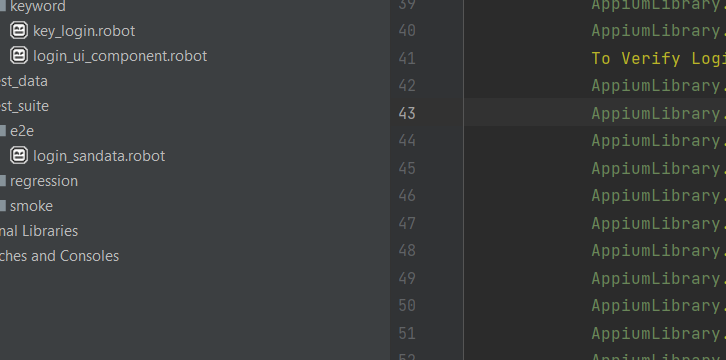 keyword
key_login.robot
login_ui_component.robot
est_data
est_suite
e2e
login_sandata.robot
regression
smoke
nal Libraries
ches and Consoles
39 AppiumLibrary.
40 AppiumLibrary.
41 To Verify Logi
42 AppiumLibrary.
43 AppiumLibrary.
44 AppiumLibrary.
45 AppiumLibrary.
46 AppiumLibrary.
47 AppiumLibrary.
48 AppiumLibrary.
49 AppiumLibrary.
50 AppiumLibrary.
51 AppiumLibrary.
52 AppiumLibrary.